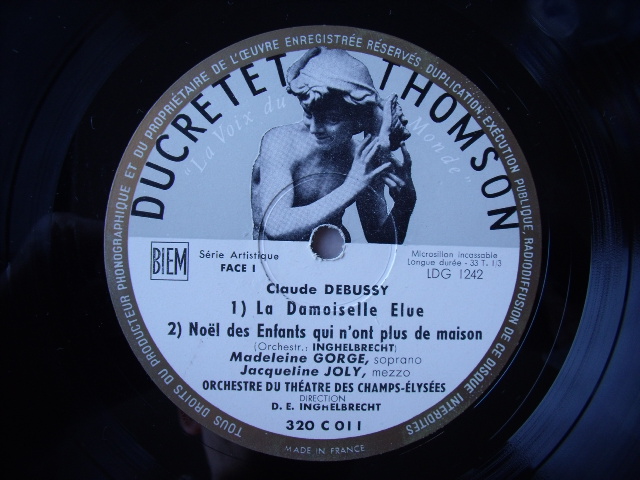 TOUS DROITS DU PRODUCTEUR PHONOGRAPHIQUE ET DU PROPRIÉTAIRE DE L'ŒUVRE ENREGISTRÉE RÉSERVÉS. DUPLICATION, EXÉCUTION PUBLIQUE, RADIODIFFUSION DE CE DISQUE INTERDITES
DUCRETET THOMSON
"La Voix du Monde"
BIEM
Série Artistique
FACE I
Microsillon incassable
Longue durée - 33 T. 1/3
LDG 1242
Claude DEBUSSY
1) La Damoiselle Elue
2) Noël des Enfants qui n'ont plus de maison
(Orchestr.: INGHELBRECHT)
Madeleine GORGE, soprano
Jacqueline JOLY, mezzo
ORCHESTRE DU THÉATRE DES CHAMPS-ÉLYSÉES
DIRECTION
D. E. INGHELBRECHT
320 C 011
MADE IN FRANCE